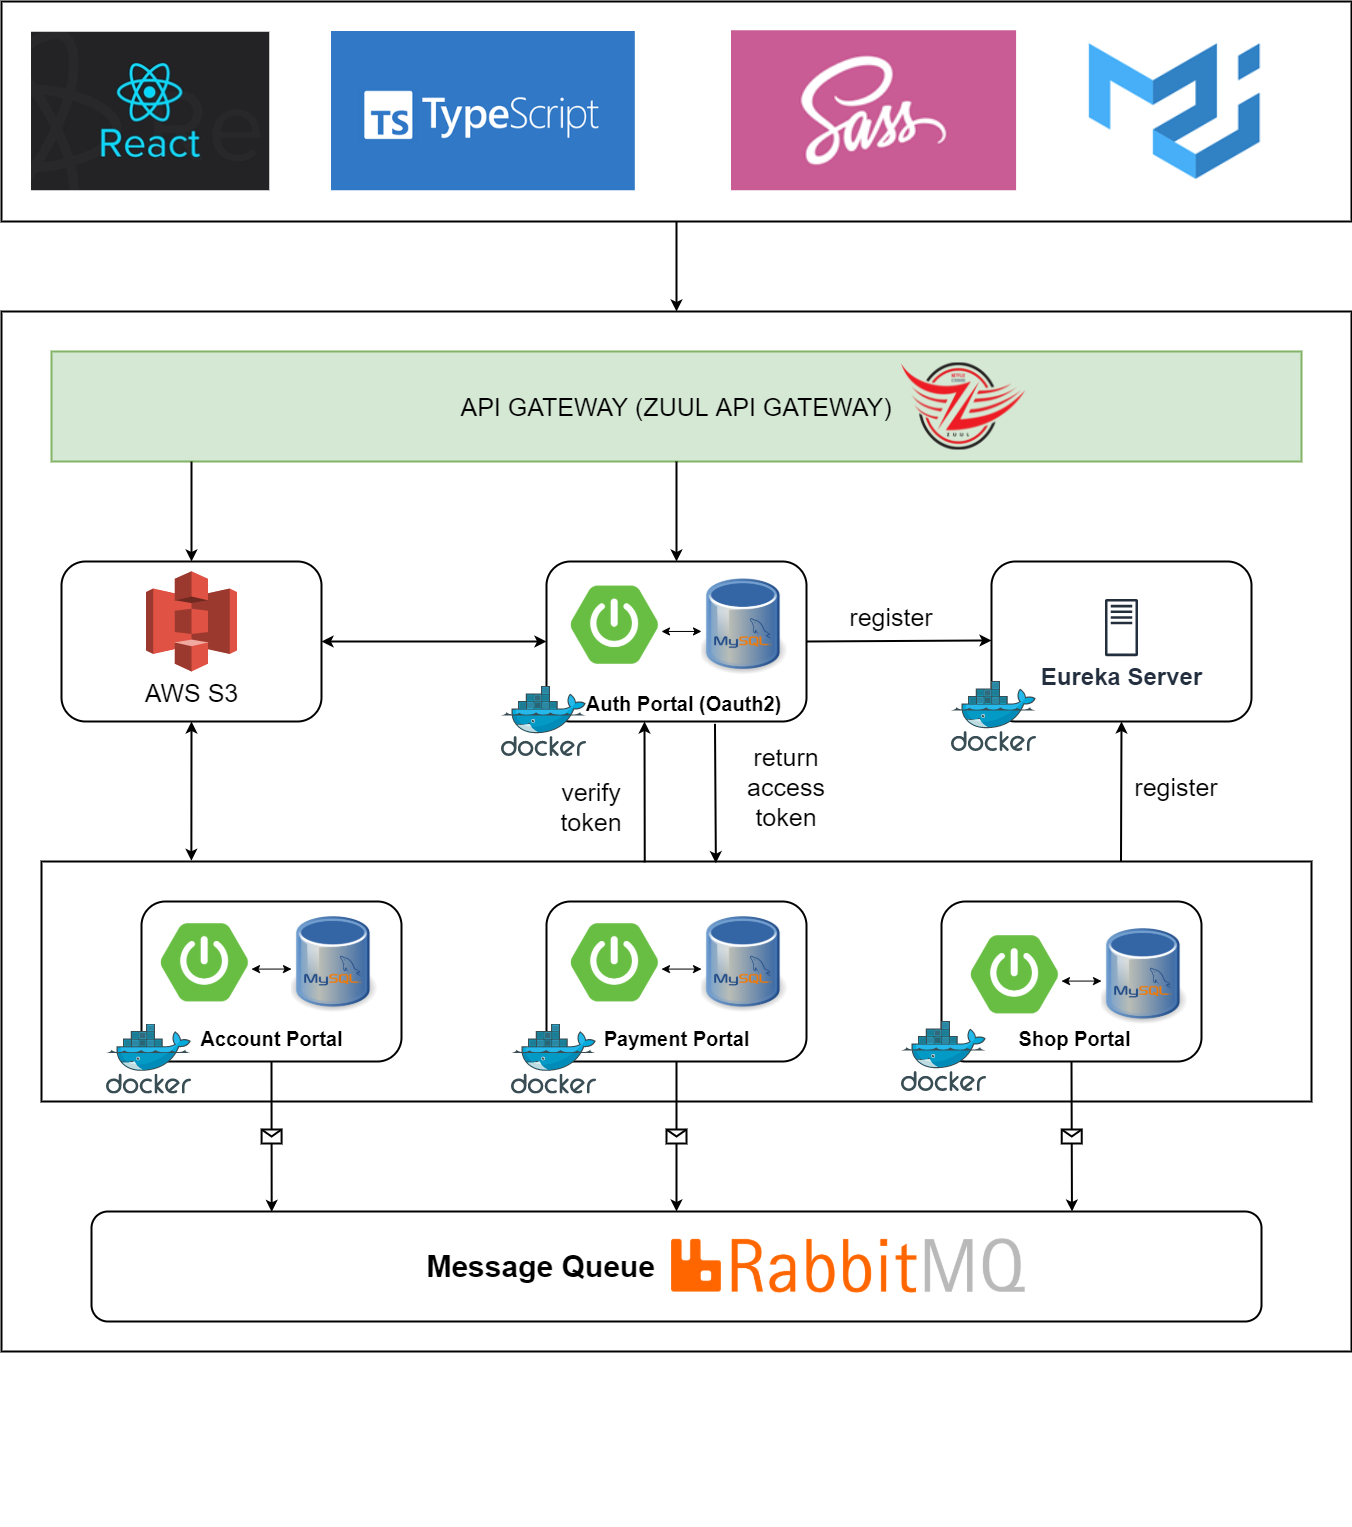 React
TS TypeScript
Sass
API GATEWAY (ZUUL API GATEWAY)
ZUUL
AWS S3
MySQL
Auth Portal (Oauth2)
docker
register
Eureka Server
docker
verify
token
return
access
token
register
MySQL
Account Portal
docker
MySQL
Payment Portal
docker
MySQL
Shop Portal
docker
Message Queue RabbitMQ